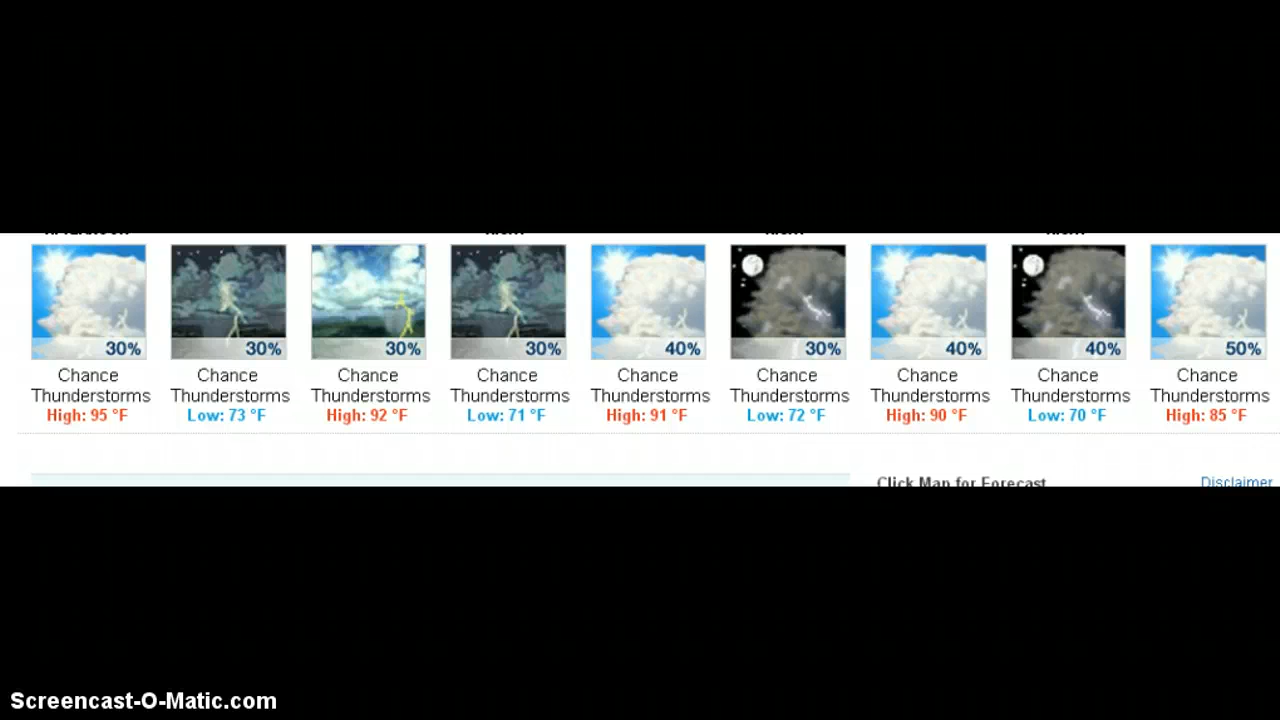 30% 30% 30% 30% 40% 30% 40% 40% 50%
Chance Chance Chance Chance Chance Chance Chance Chance Chance
Thunderstorms Thunderstorms Thunderstorms Thunderstorms Thunderstorms Thunderstorms Thunderstorms Thunderstorms Thunderstorms
High: 95 °F Low: 73 °F High: 92 °F Low: 71 °F High: 91 °F Low: 72 °F High: 90 °F Low: 70 °F High: 85 °F
Click Map for Forecast Disclaimer
Screencast-O-Matic.com